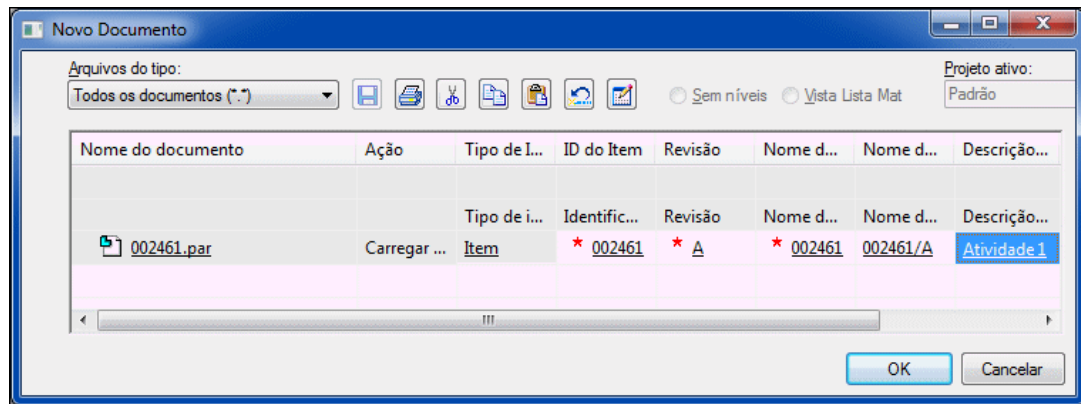 Novo Documento
Arquivos do tipo:
Todos os documentos (*.*)
Sem níveis
Vista Lista Mat
Projeto ativo:
Padrão
Nome do documento Ação Tipo de I... ID do Item Revisão Nome d... Nome d... Descrição...
Tipo de i... Identific... Revisão Nome d... Nome d... Descrição...
002461.par Carregar ... Item * 002461 * A * 002461 002461/A Atividade 1
OK
Cancelar